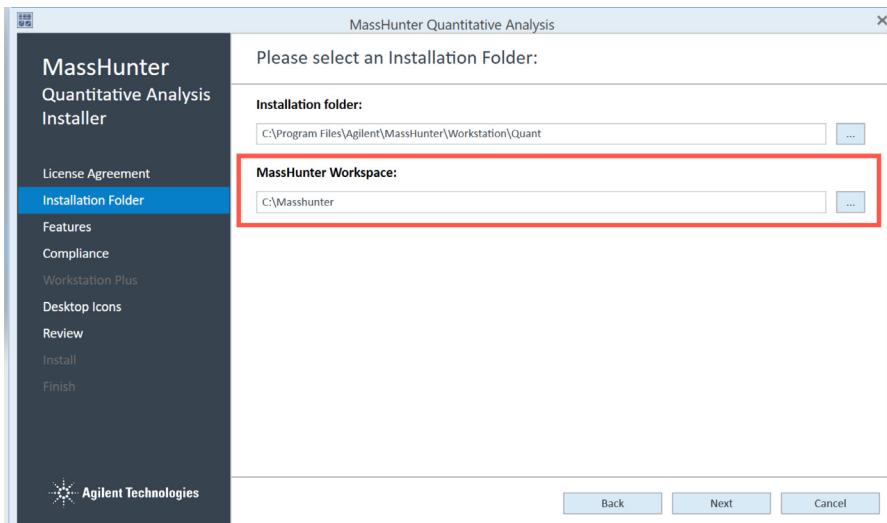 MassHunter Quantitative Analysis
MassHunter
Quantitative Analysis
Installer
License Agreement
Installation Folder
Features
Compliance
Workstation Plus
Desktop Icons
Review
Install
Finish
Agilent Technologies
Please select an Installation Folder:
Installation folder:
C:\Program Files\Agilent\MassHunter\Workstation\Quant
...
MassHunter Workspace:
C:\Masshunter
...
Back
Next
Cancel